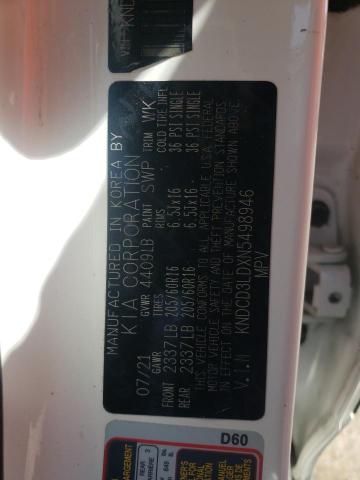 MANUFACTURED IN KOREA BY
KIA CORPORATION
07/21 GVWR 4409LB PAINT SWP TRIM WK
GAWR TIRES RIMS COLD TIRE INFL
FRONT 2337LB 205/60R16 6.5Jx16 36 PSI SINGLE
REAR 2337LB 205/60R16 6.5Jx16 36 PSI SINGLE
THIS VEHICLE CONFORMS TO ALL APPLICABLE U.S.A. FEDERAL
MOTOR VEHICLE SAFETY AND THEFT PREVENTION STANDARDS
IN EFFECT ON THE DATE OF MANUFACTURE SHOWN ABOVE.
V.I.N KNDCD3LDXN5498946
MPV
D60
REAR 3